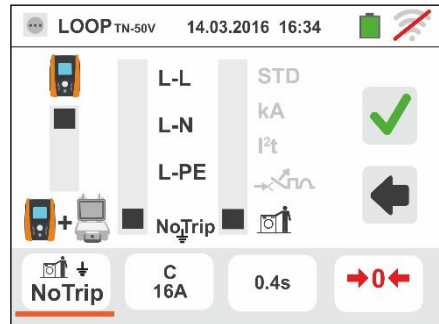 LOOP TN-50V 14.03.2016 16:34
L-L STD
L-N kA
I²t
L-PE
NoTrip
NoTrip
C
16A
0.4s
0